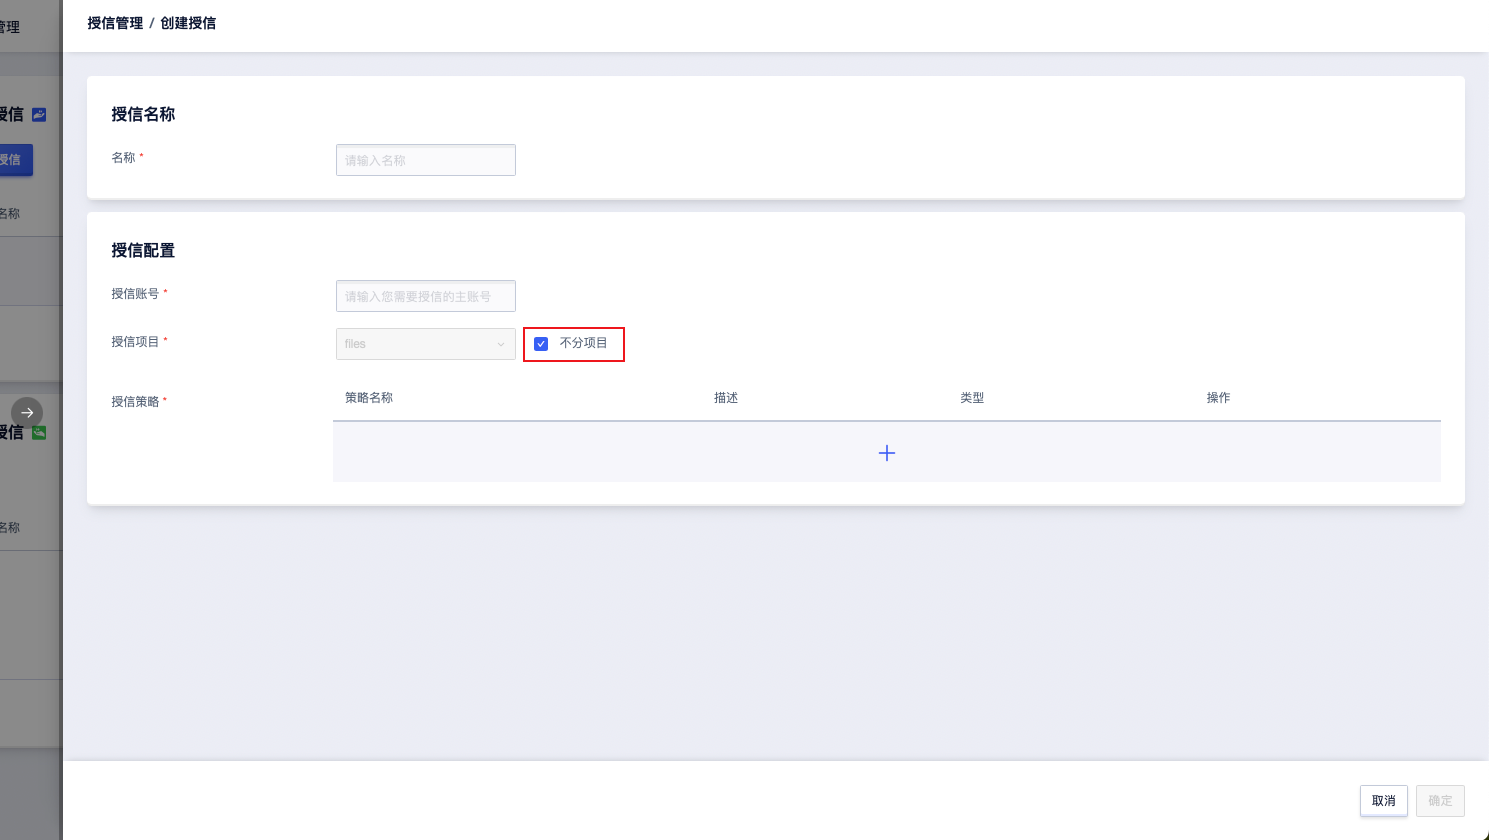 管理
授信管理 / 创建授信
授信
授信
名称
授信
名称
授信名称
名称 *
请输入名称
授信配置
授信账号 *
请输入您需要授信的主账号
授信项目 *
files
不分项目
授信策略 *
策略名称
描述
类型
操作
取消
确定